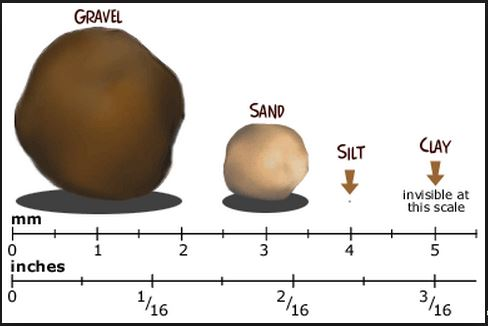 GRAVEL
SAND
SILT
CLAY
invisible at
this scale
mm
0 1 2 3 4 5
inches
0 1/16 2/16 3/16